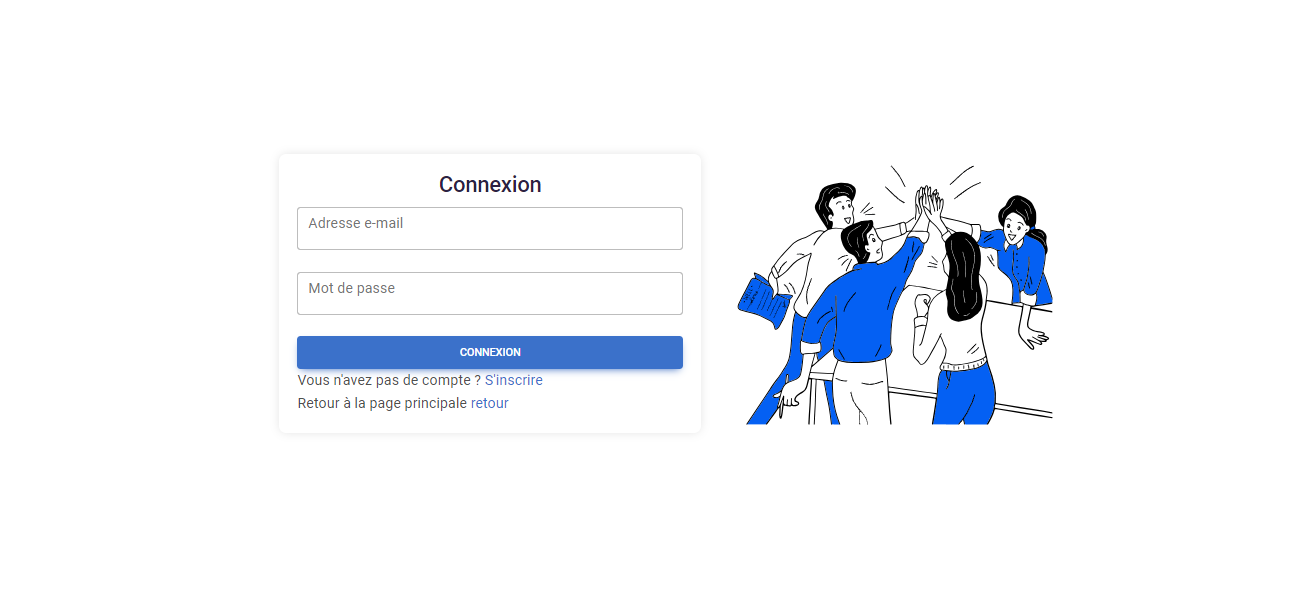 Connexion
Adresse e-mail
Mot de passe
CONNEXION
Vous n'avez pas de compte ? S'inscrire
Retour à la page principale retour